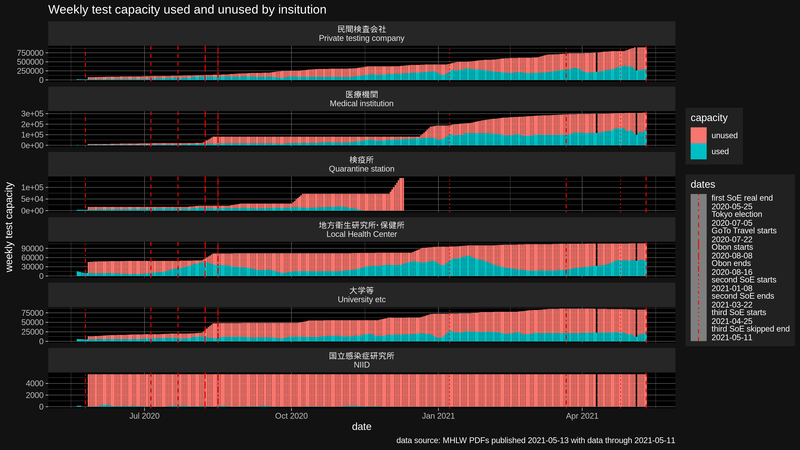 Weekly test capacity used and unused by insitution
民間検査会社
Private testing company
750000
500000
250000
0
医療機関
Medical institution
3e+05
2e+05
1e+05
0e+00
検疫所
Quarantine station
1e+05
5e+04
0e+00
地方衛生研究所･保健所
Local Health Center
90000
60000
30000
0
大学等
University etc
75000
50000
25000
0
国立感染症研究所
NIID
4000
2000
0
weekly test capacity
Jul 2020
Oct 2020
Jan 2021
Apr 2021
date
capacity
unused
used
dates
first SoE real end
2020-05-25
Tokyo election
2020-07-05
GoTo Travel starts
2020-07-22
Obon starts
2020-08-08
Obon ends
2020-08-16
second SoE starts
2021-01-08
second SoE ends
2021-03-22
third SoE starts
2021-04-25
third SoE skipped end
2021-05-11
data source: MHLW PDFs published 2021-05-13 with data through 2021-05-11